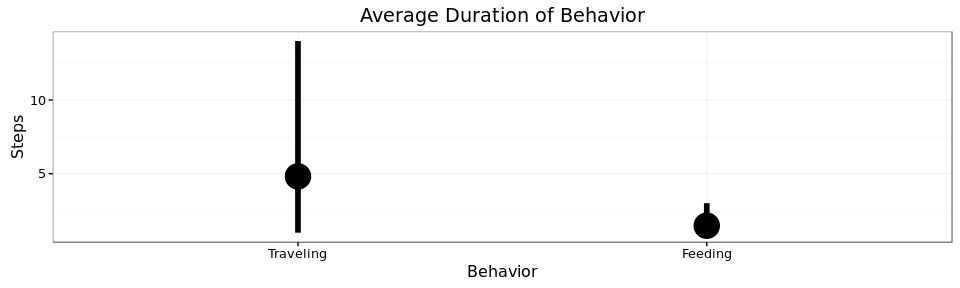 Average Duration of Behavior
10
5
Steps
Traveling
Feeding
Behavior